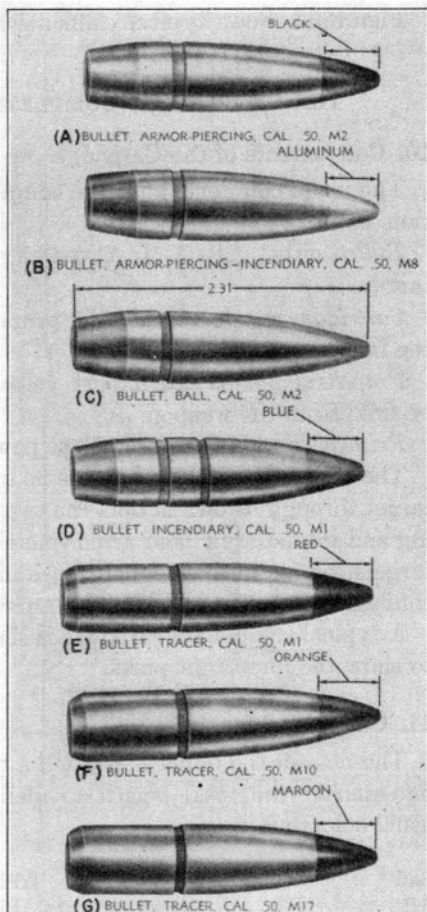 BLACK
(A) BULLET, ARMOR-PIERCING, CAL. .50, M2
ALUMINUM
(B) BULLET, ARMOR-PIERCING-INCENDIARY, CAL. .50, M8
2.31
(C) BULLET, BALL, CAL. .50, M2
BLUE
(D) BULLET, INCENDIARY, CAL. .50, M1
RED
(E) BULLET, TRACER, CAL. .50, M1
ORANGE
(F) BULLET, TRACER, CAL. .50, M10
MAROON
(G) BULLET, TRACER, CAL. .50, M17